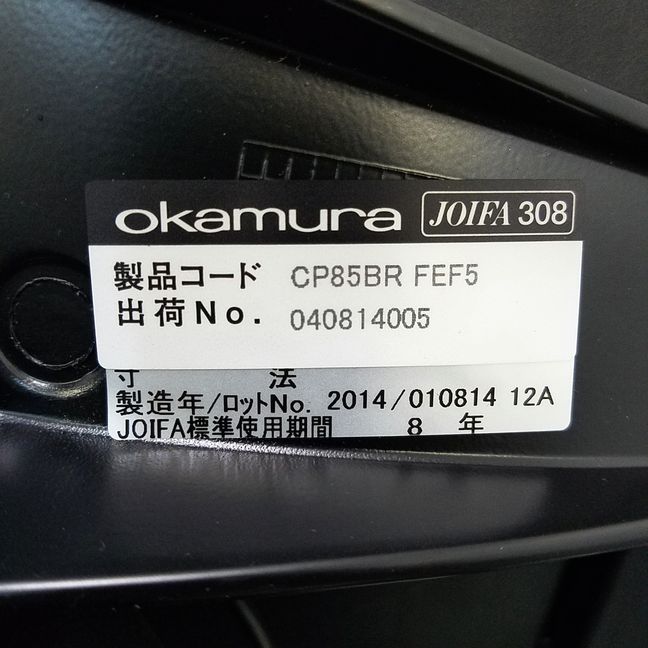 okamura JOIFA 308
製品コード CP85BR FEF5
出荷No. 040814005
寸 法
製造年/ロットNo. 2014/010814 12A
JOIFA標準使用期間 8 年